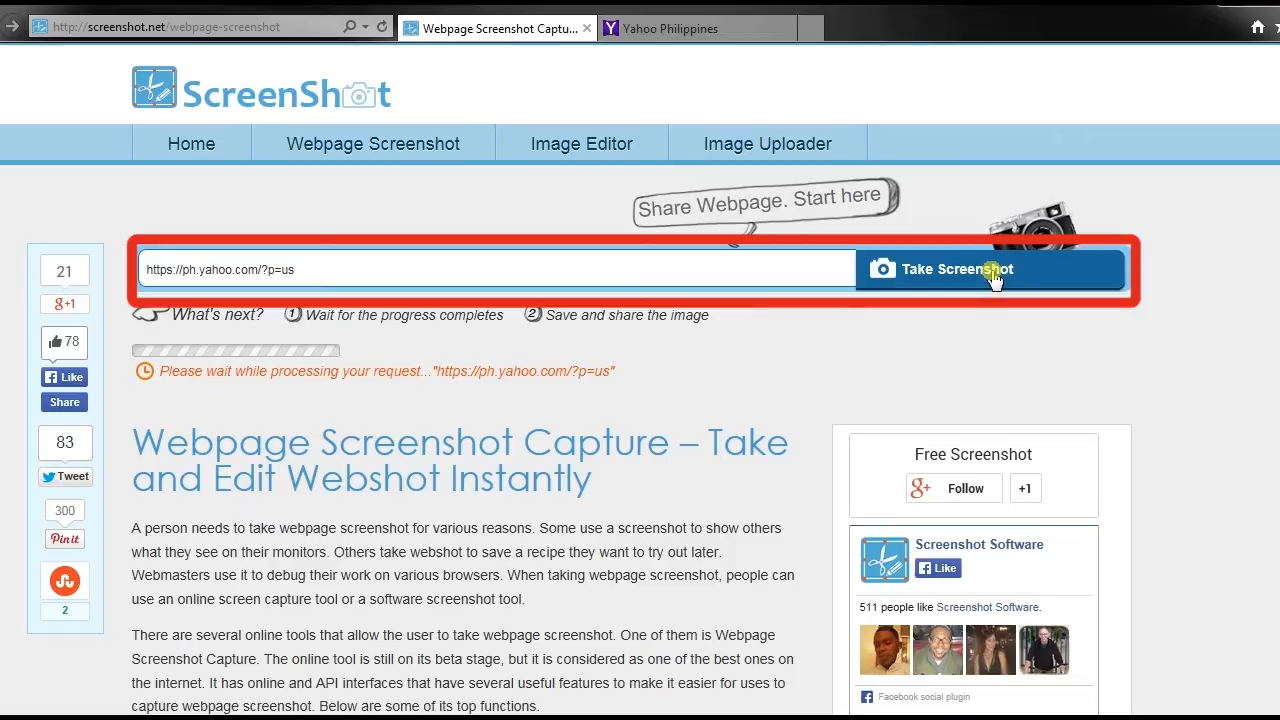 http://screenshot.net/webpage-screenshot
Webpage Screenshot Captu...
Yahoo Philippines
ScreenShot
Home
Webpage Screenshot
Image Editor
Image Uploader
Share Webpage. Start here
https://ph.yahoo.com/?p=us
Take Screenshot
What's next?
1 Wait for the progress completes
2 Save and share the image
Please wait while processing your request..."https://ph.yahoo.com/?p=us"
21
g+1
78
Like
Share
83
Tweet
300
Pin it
2
Webpage Screenshot Capture – Take
and Edit Webshot Instantly
A person needs to take webpage screenshot for various reasons. Some use a screenshot to show others
what they see on their monitors. Others take webshot to save a recipe they want to try out later.
Webmasters use it to debug their work on various browsers. When taking webpage screenshot, people can
use an online screen capture tool or a software screenshot tool.
There are several online tools that allow the user to take webpage screenshot. One of them is Webpage
Screenshot Capture. The online tool is still on its beta stage, but it is considered as one of the best ones on
the internet. It has online and API interfaces that have several useful features to make it easier for uses to
capture webpage screenshot. Below are some of its top functions.
Free Screenshot
g+ Follow
+1
Screenshot Software
Like
511 people like Screenshot Software.
Facebook social plugin